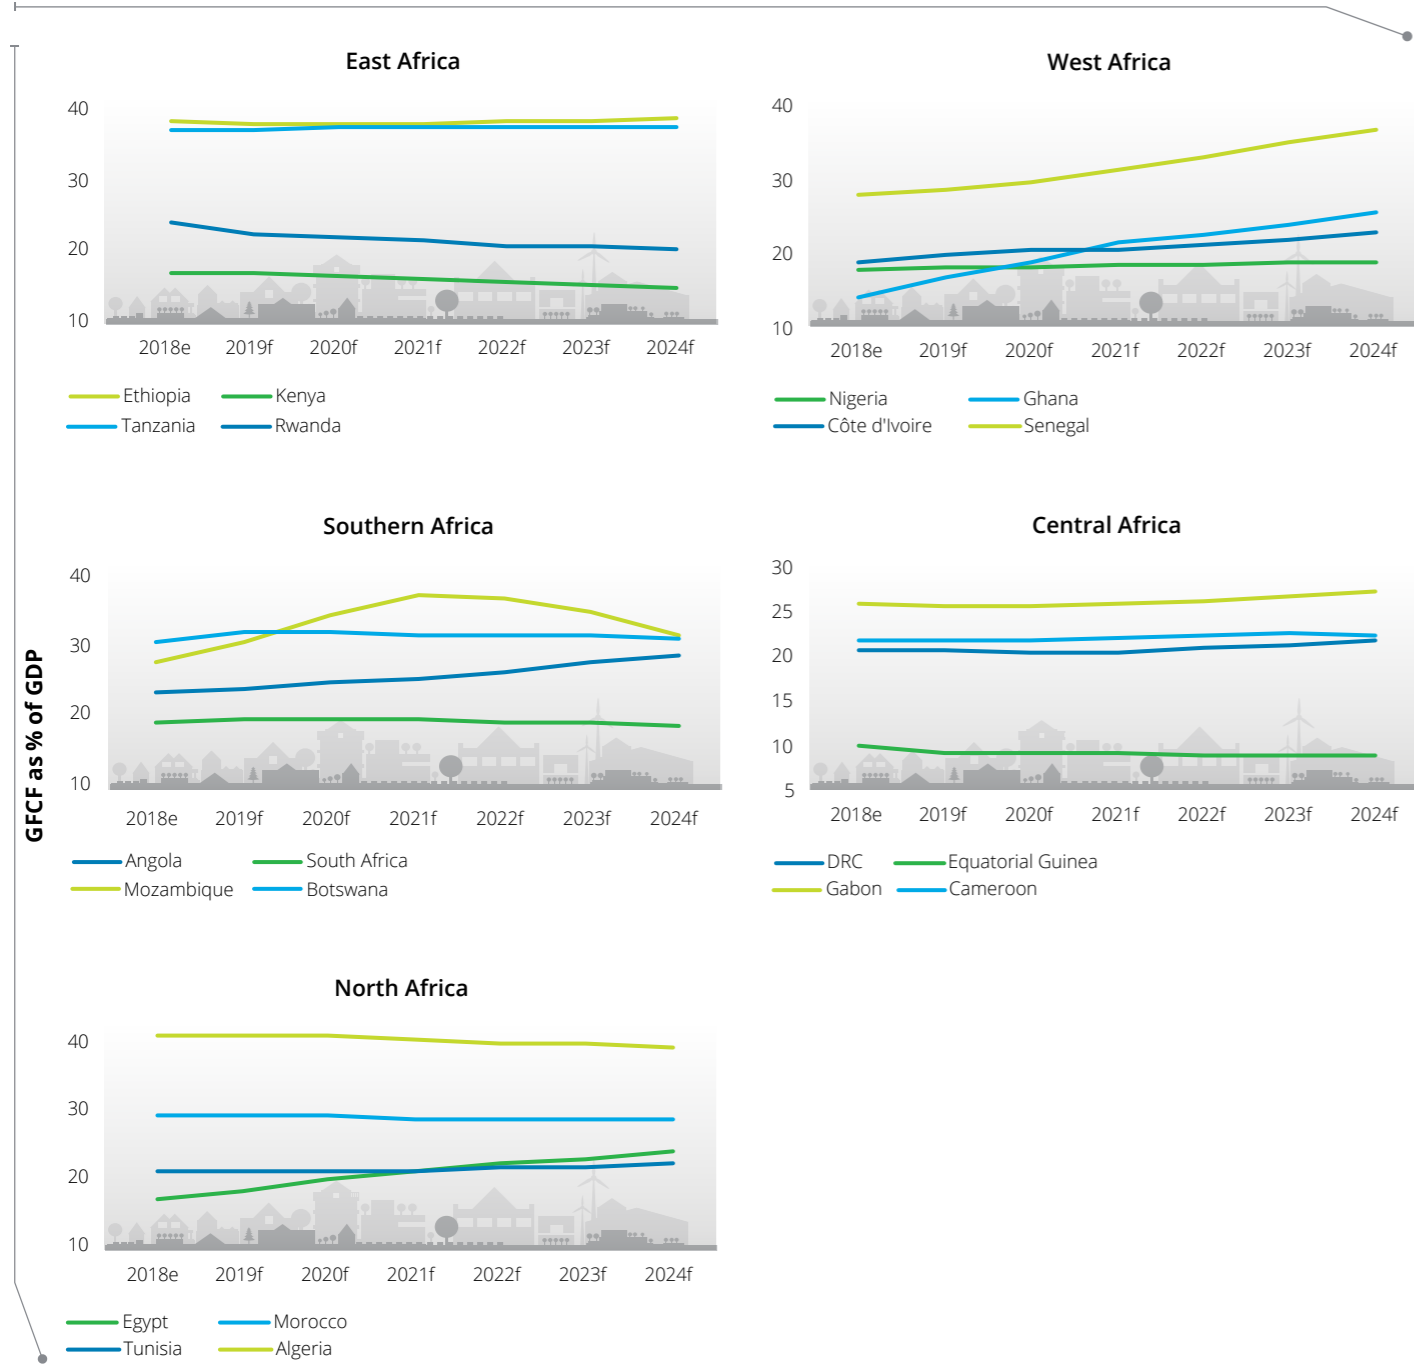 GFCF as % of GDP
East Africa
40
30
20
10
2018e 2019f 2020f 2021f 2022f 2023f 2024f
Ethiopia Kenya
Tanzania Rwanda
West Africa
40
30
20
10
2018e 2019f 2020f 2021f 2022f 2023f 2024f
Nigeria Ghana
Côte d'Ivoire Senegal
Southern Africa
40
30
20
10
2018e 2019f 2020f 2021f 2022f 2023f 2024f
Angola South Africa
Mozambique Botswana
Central Africa
30
25
20
15
10
5
2018e 2019f 2020f 2021f 2022f 2023f 2024f
DRC Equatorial Guinea
Gabon Cameroon
North Africa
40
30
20
10
2018e 2019f 2020f 2021f 2022f 2023f 2024f
Egypt Morocco
Tunisia Algeria